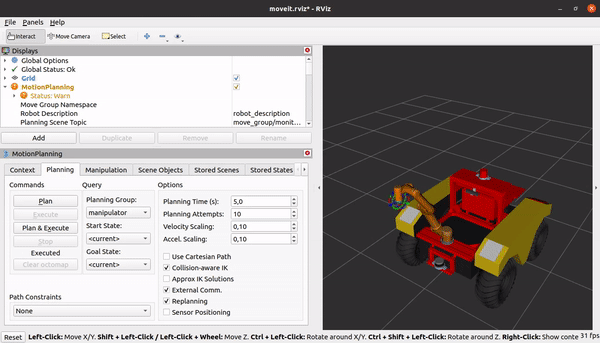 moveit.rviz* - RViz
File Panels Help
Interact Move Camera Select
Displays
Global Options
Global Status: Ok
Grid
MotionPlanning
Status: Warn
Move Group Namespace
Robot Description robot_description
Planning Scene Topic move_group/monit...
Add Duplicate Remove Rename
MotionPlanning
Context Planning Manipulation Scene Objects Stored Scenes Stored States
Commands Query Options
Plan Planning Group: Planning Time (s): 5,0
Execute manipulator Planning Attempts: 10
Plan & Execute Start State: Velocity Scaling: 0,10
Stop <current> Accel. Scaling: 0,10
Executed Goal State: Use Cartesian Path
Clear octomap <current> Collision-aware IK
Approx IK Solutions
External Comm.
Path Constraints Replanning
None Sensor Positioning
Reset Left-Click: Move X/Y. Shift + Left-Click / Left-Click + Wheel: Move Z. Ctrl + Left-Click: Rotate around X/Y. Ctrl + Shift + Left-Click: Rotate around Z. Right-Click: Show conte 31 fps